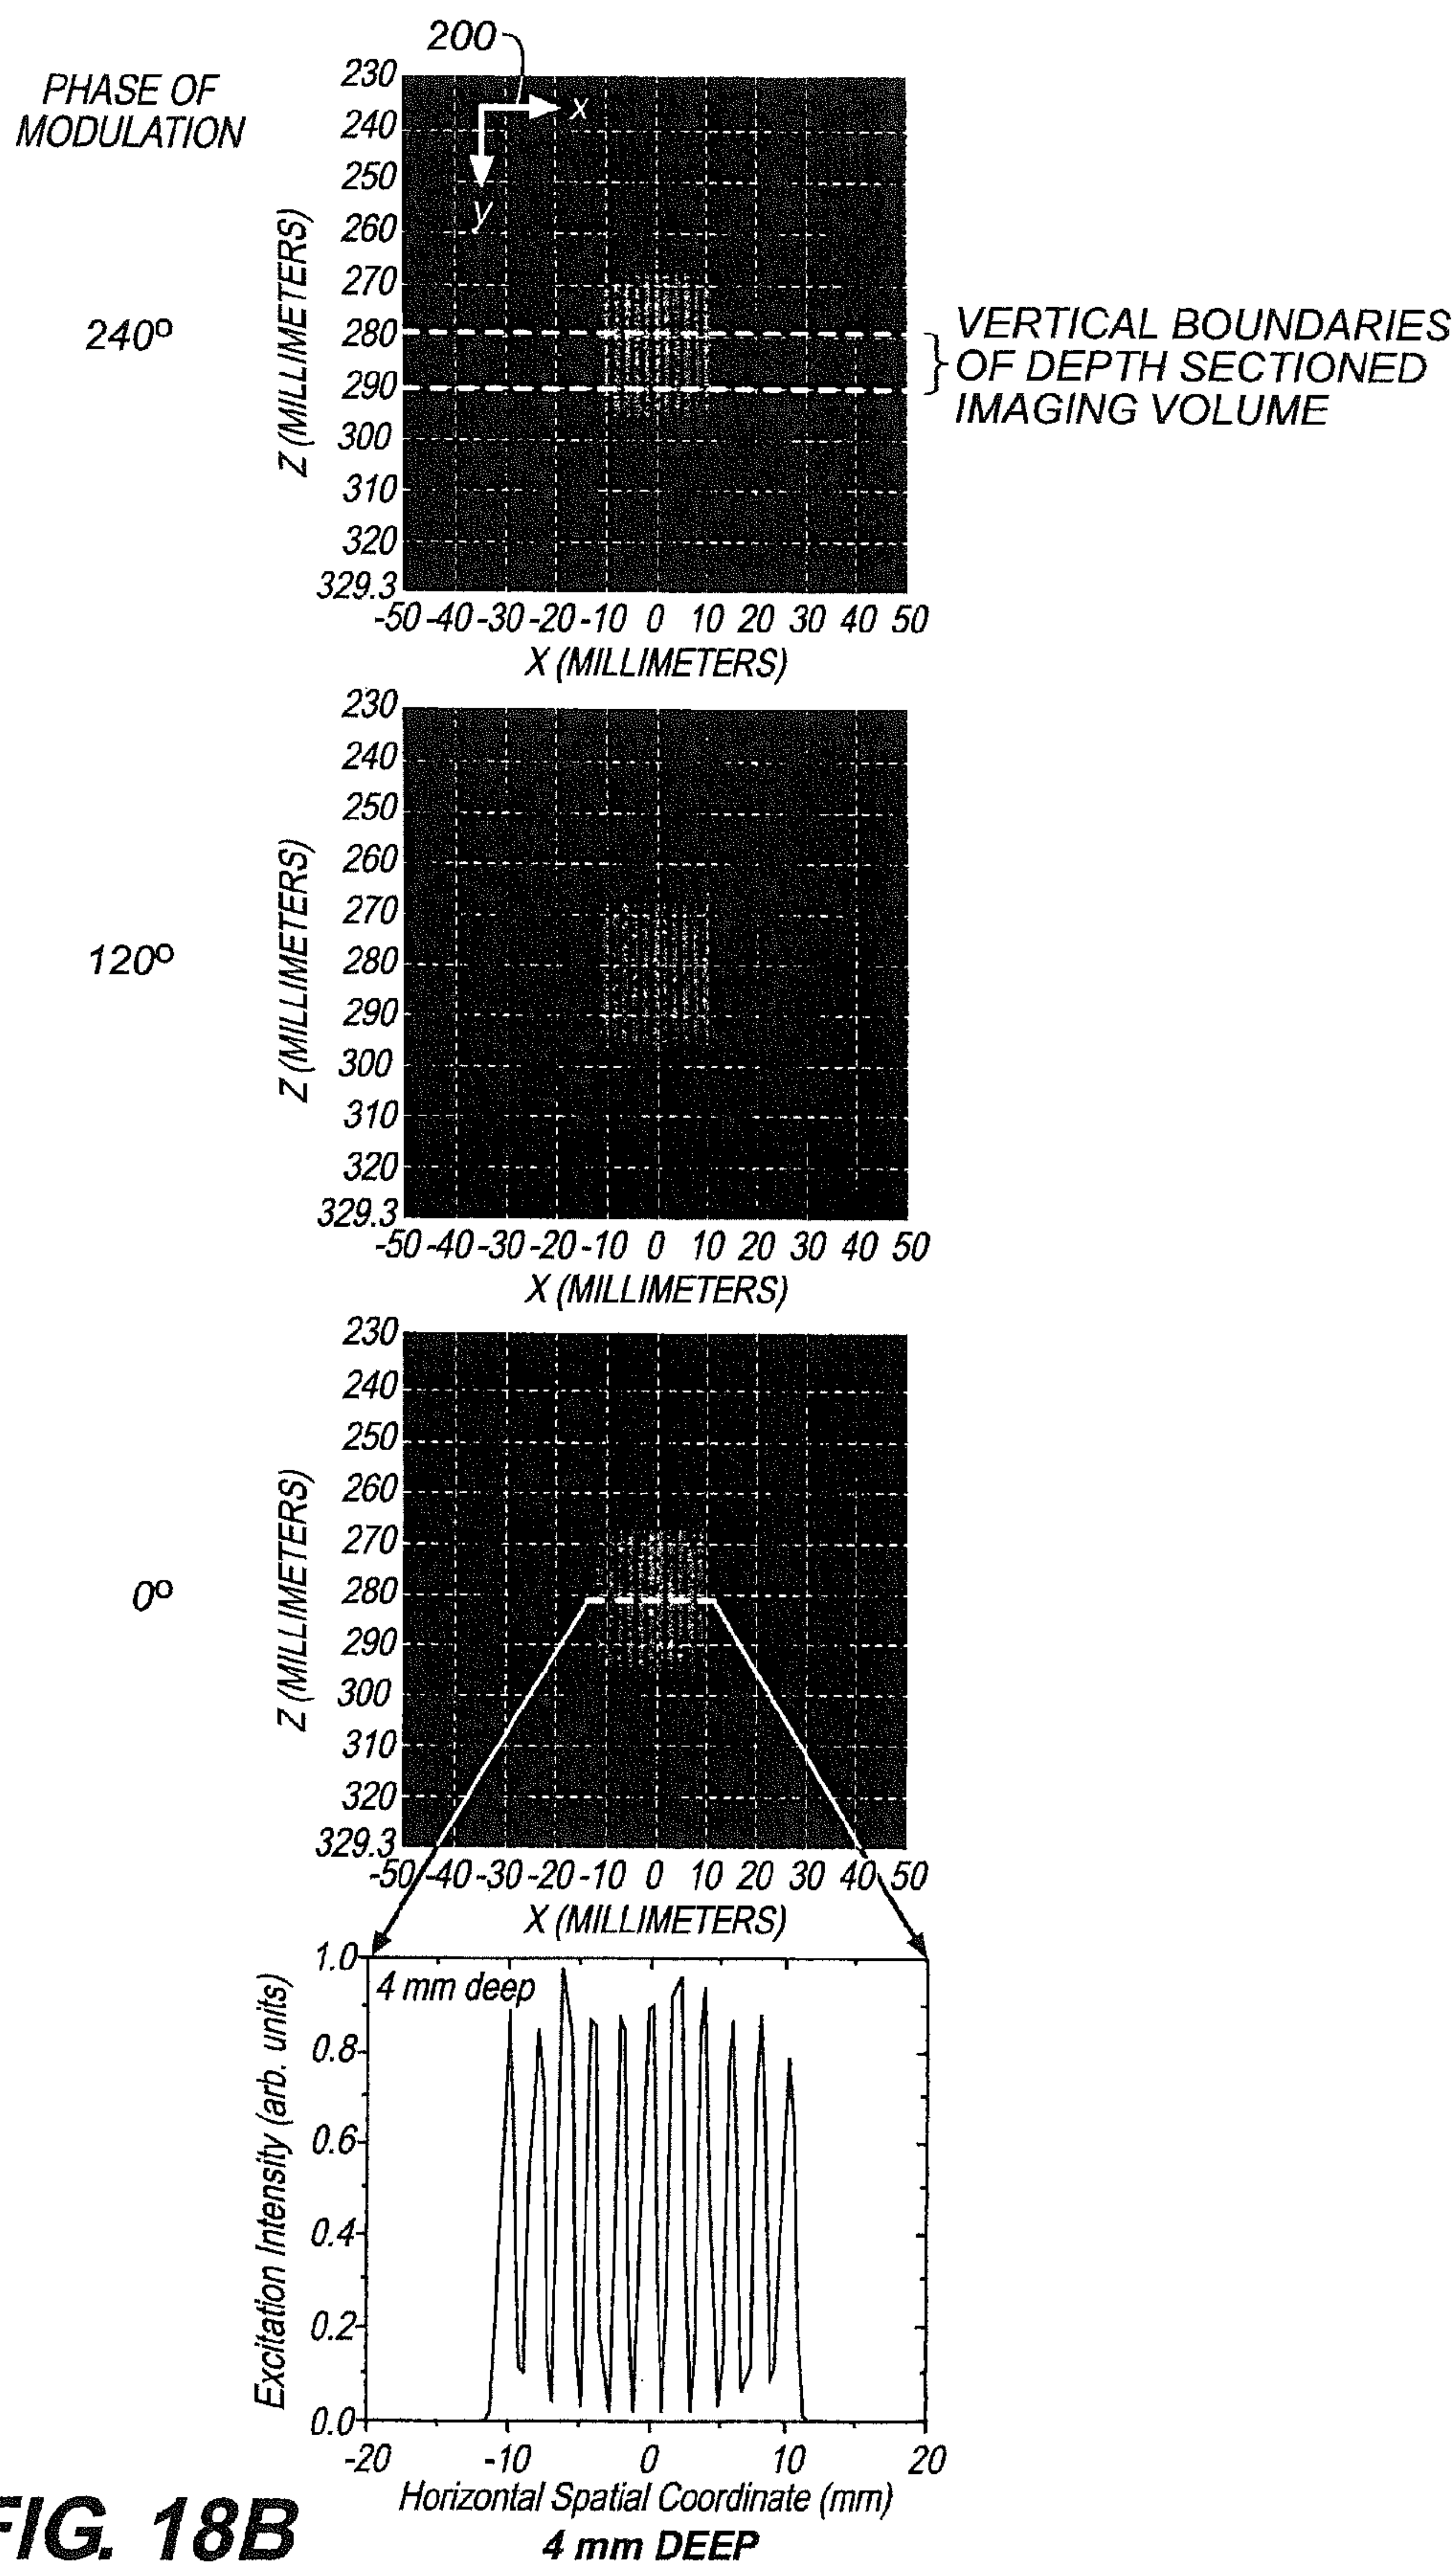 200
PHASE OF
MODULATION
230
240
250
260
270
280
290
300
310
320
329.3
x
y
Z (MILLIMETERS)
240º
VERTICAL BOUNDARIES
OF DEPTH SECTIONED
IMAGING VOLUME
-50 -40 -30 -20 -10 0 10 20 30 40 50
X (MILLIMETERS)
230
240
250
260
270
280
290
300
310
320
329.3
Z (MILLIMETERS)
120º
-50 -40 -30 -20 -10 0 10 20 30 40 50
X (MILLIMETERS)
230
240
250
260
270
280
290
300
310
320
329.3
Z (MILLIMETERS)
0º
-50 -40 -30 -20 -10 0 10 20 30 40 50
X (MILLIMETERS)
1.0
0.8
0.6
0.4
0.2
0.0
Excitation Intensity (arb. units)
4 mm deep
-20 -10 0 10 20
Horizontal Spatial Coordinate (mm)
4 mm DEEP
FIG. 18B